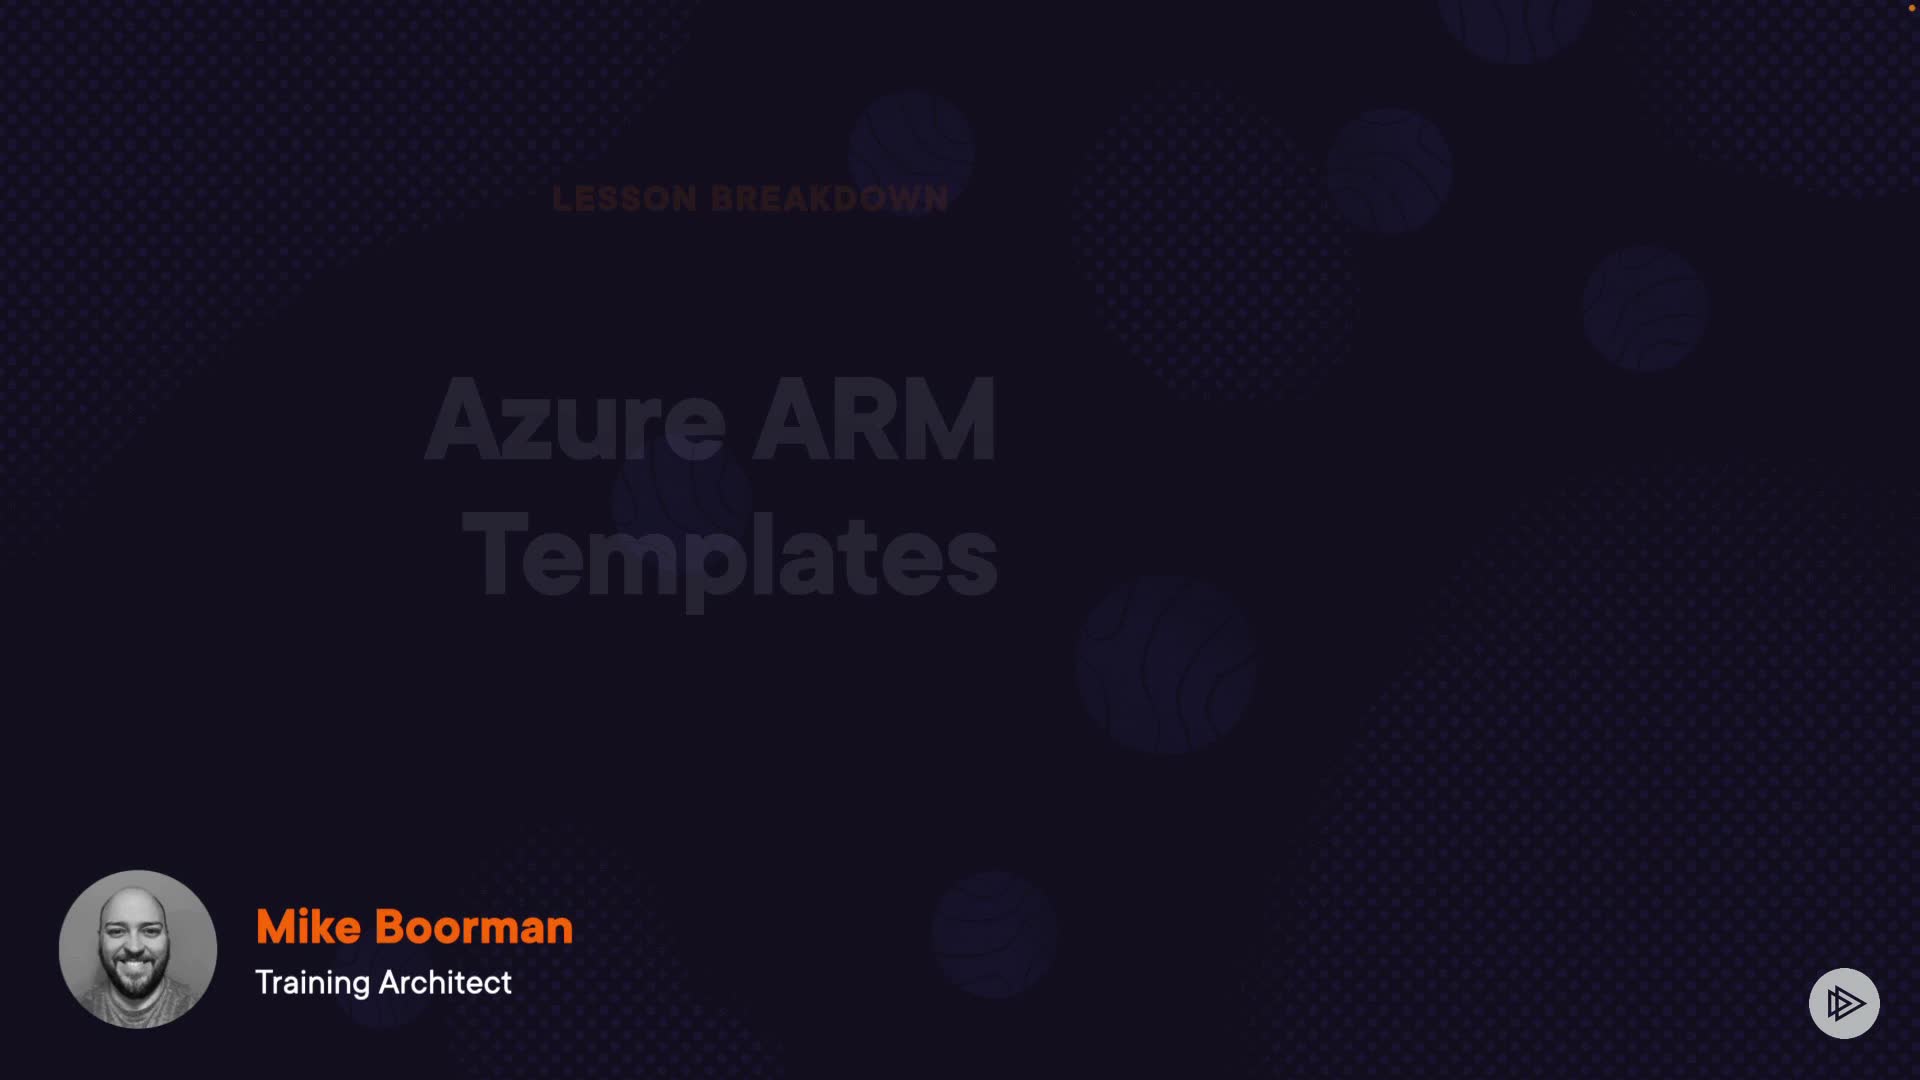 LESSON BREAKDOWN
Azure ARM
Templates
Mike Boorman
Training Architect